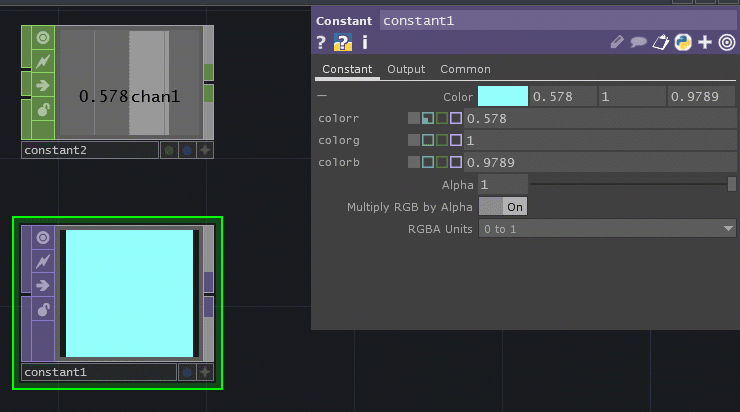 Constant constant1
? ? i
Constant Output Common
Color 0.578 1 0.9789
colorr 0.578
colorg 1
colorb 0.9789
Alpha 1
Multiply RGB by Alpha On
RGBA Units 0 to 1
0.578 chan1
constant2
constant1